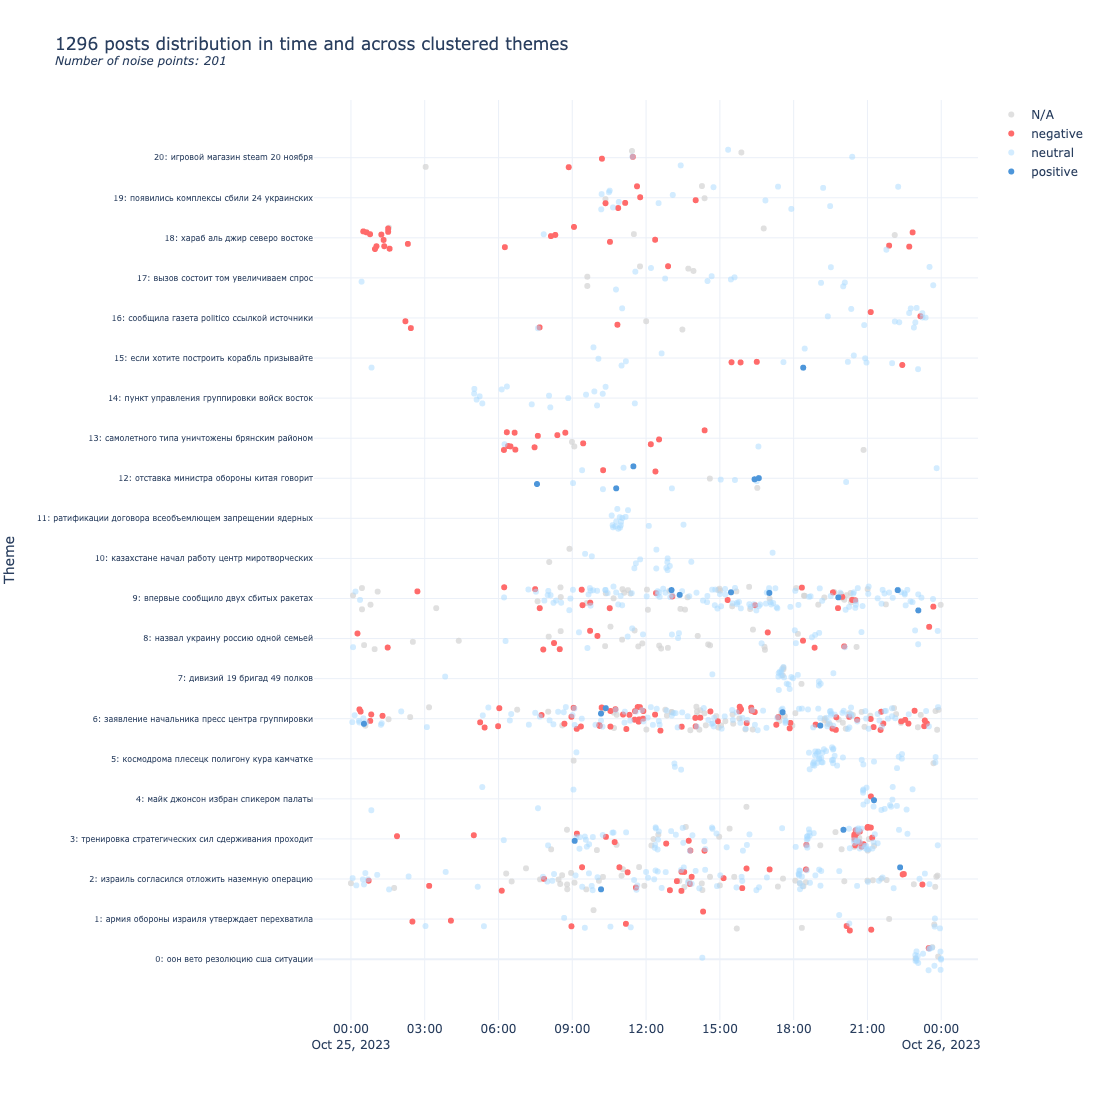 1296 posts distribution in time and across clustered themes
Number of noise points: 201
N/A
negative
neutral
positive
Theme
20: игровой магазин steam 20 ноября
19: появились комплексы сбили 24 украинских
18: хараб аль джир северо востоке
17: вызов состоит том увеличиваем спрос
16: сообщила газета politico ссылкой источники
15: если хотите построить корабль призывайте
14: пункт управления группировки войск восток
13: самолетного типа уничтожены брянским районом
12: отставка министра обороны китая говорит
11: ратификации договора всеобъемлющем запрещении ядерных
10: казахстане начал работу центр миротворческих
9: впервые сообщило двух сбитых ракетах
8: назвал украину россию одной семьей
7: дивизий 19 бригад 49 полков
6: заявление начальника пресс центра группировки
5: космодрома плесецк полигону кура камчатке
4: майк джонсон избран спикером палаты
3: тренировка стратегических сил сдерживания проходит
2: израиль согласился отложить наземную операцию
1: армия обороны израиля утверждает перехватила
0: оон вето резолюцию сша ситуации
00:00 03:00 06:00 09:00 12:00 15:00 18:00 21:00 00:00
Oct 25, 2023 Oct 26, 2023